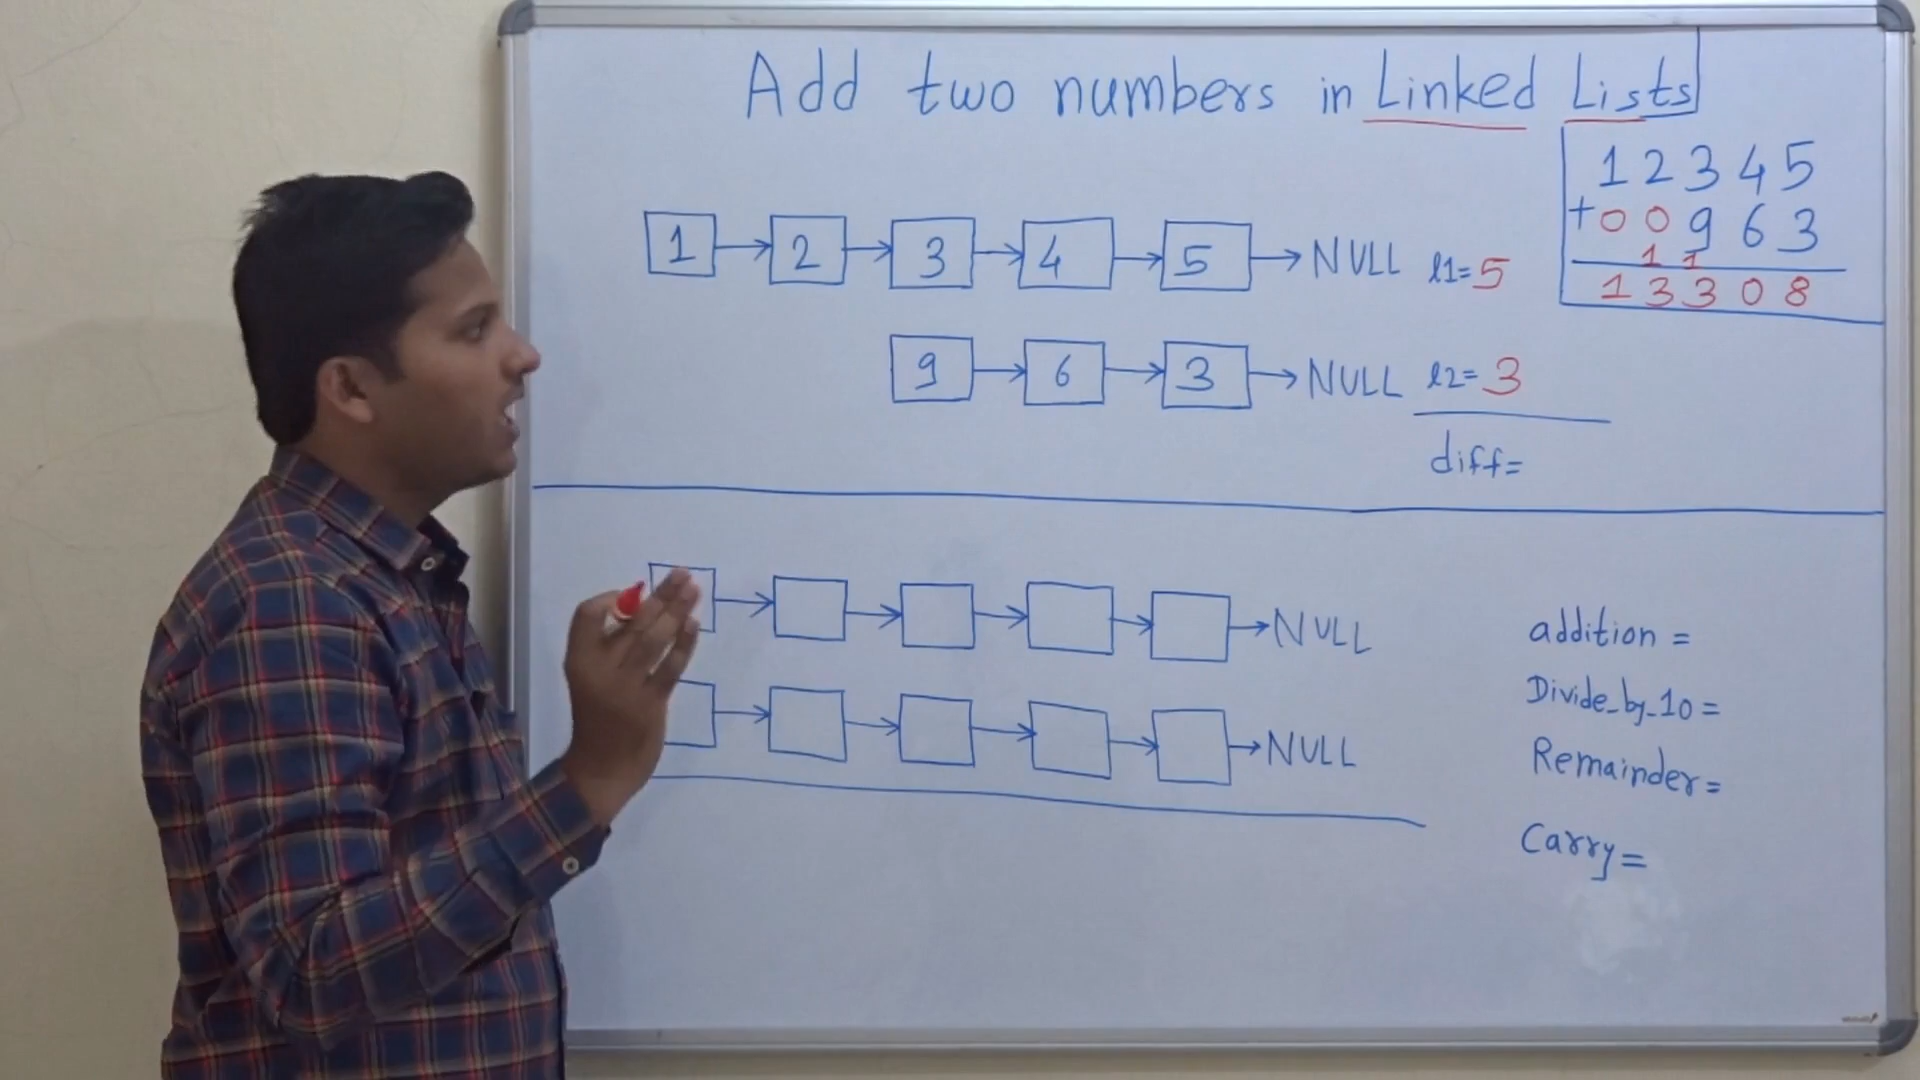 Add two numbers in Linked Lists
1 2 3 4 5
+ 0 0 9 6 3
1 1
1 3 3 0 8
1 2 3 4 5 NULL l1=5
9 6 3 NULL l2=3
diff=
NULL
NULL
addition =
Divide_by_10=
Remainder=
Carry=